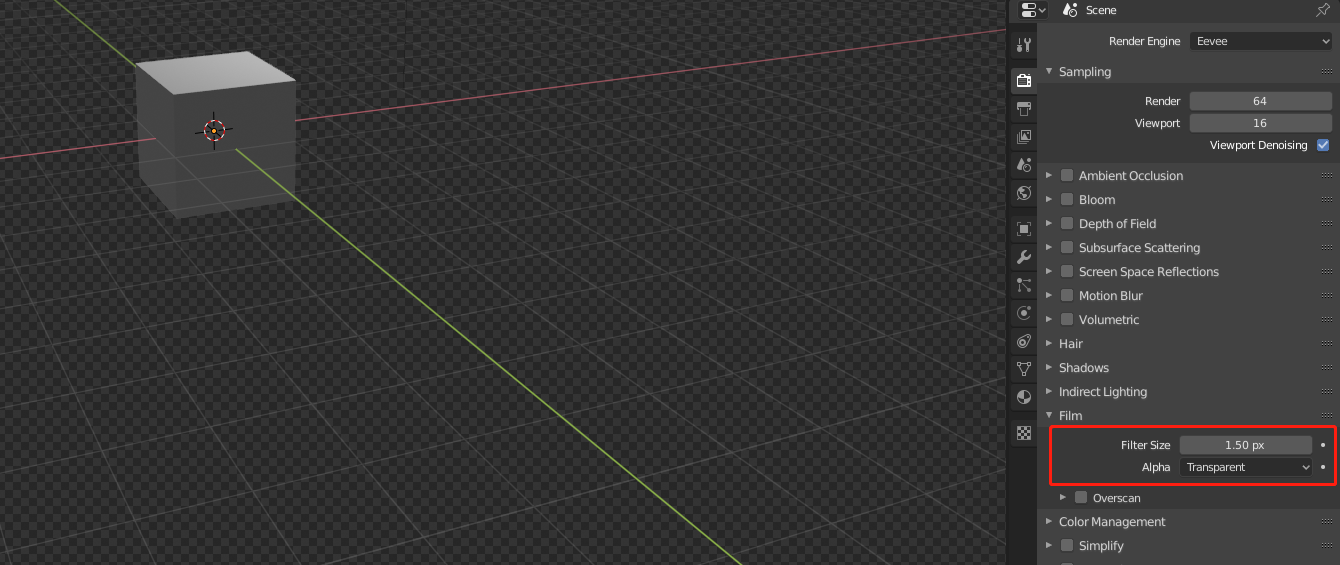 Scene
Render Engine Eevee
Sampling
Render 64
Viewport 16
Viewport Denoising
Ambient Occlusion
Bloom
Depth of Field
Subsurface Scattering
Screen Space Reflections
Motion Blur
Volumetric
Hair
Shadows
Indirect Lighting
Film
Filter Size 1.50 px
Alpha Transparent
Overscan
Color Management
Simplify